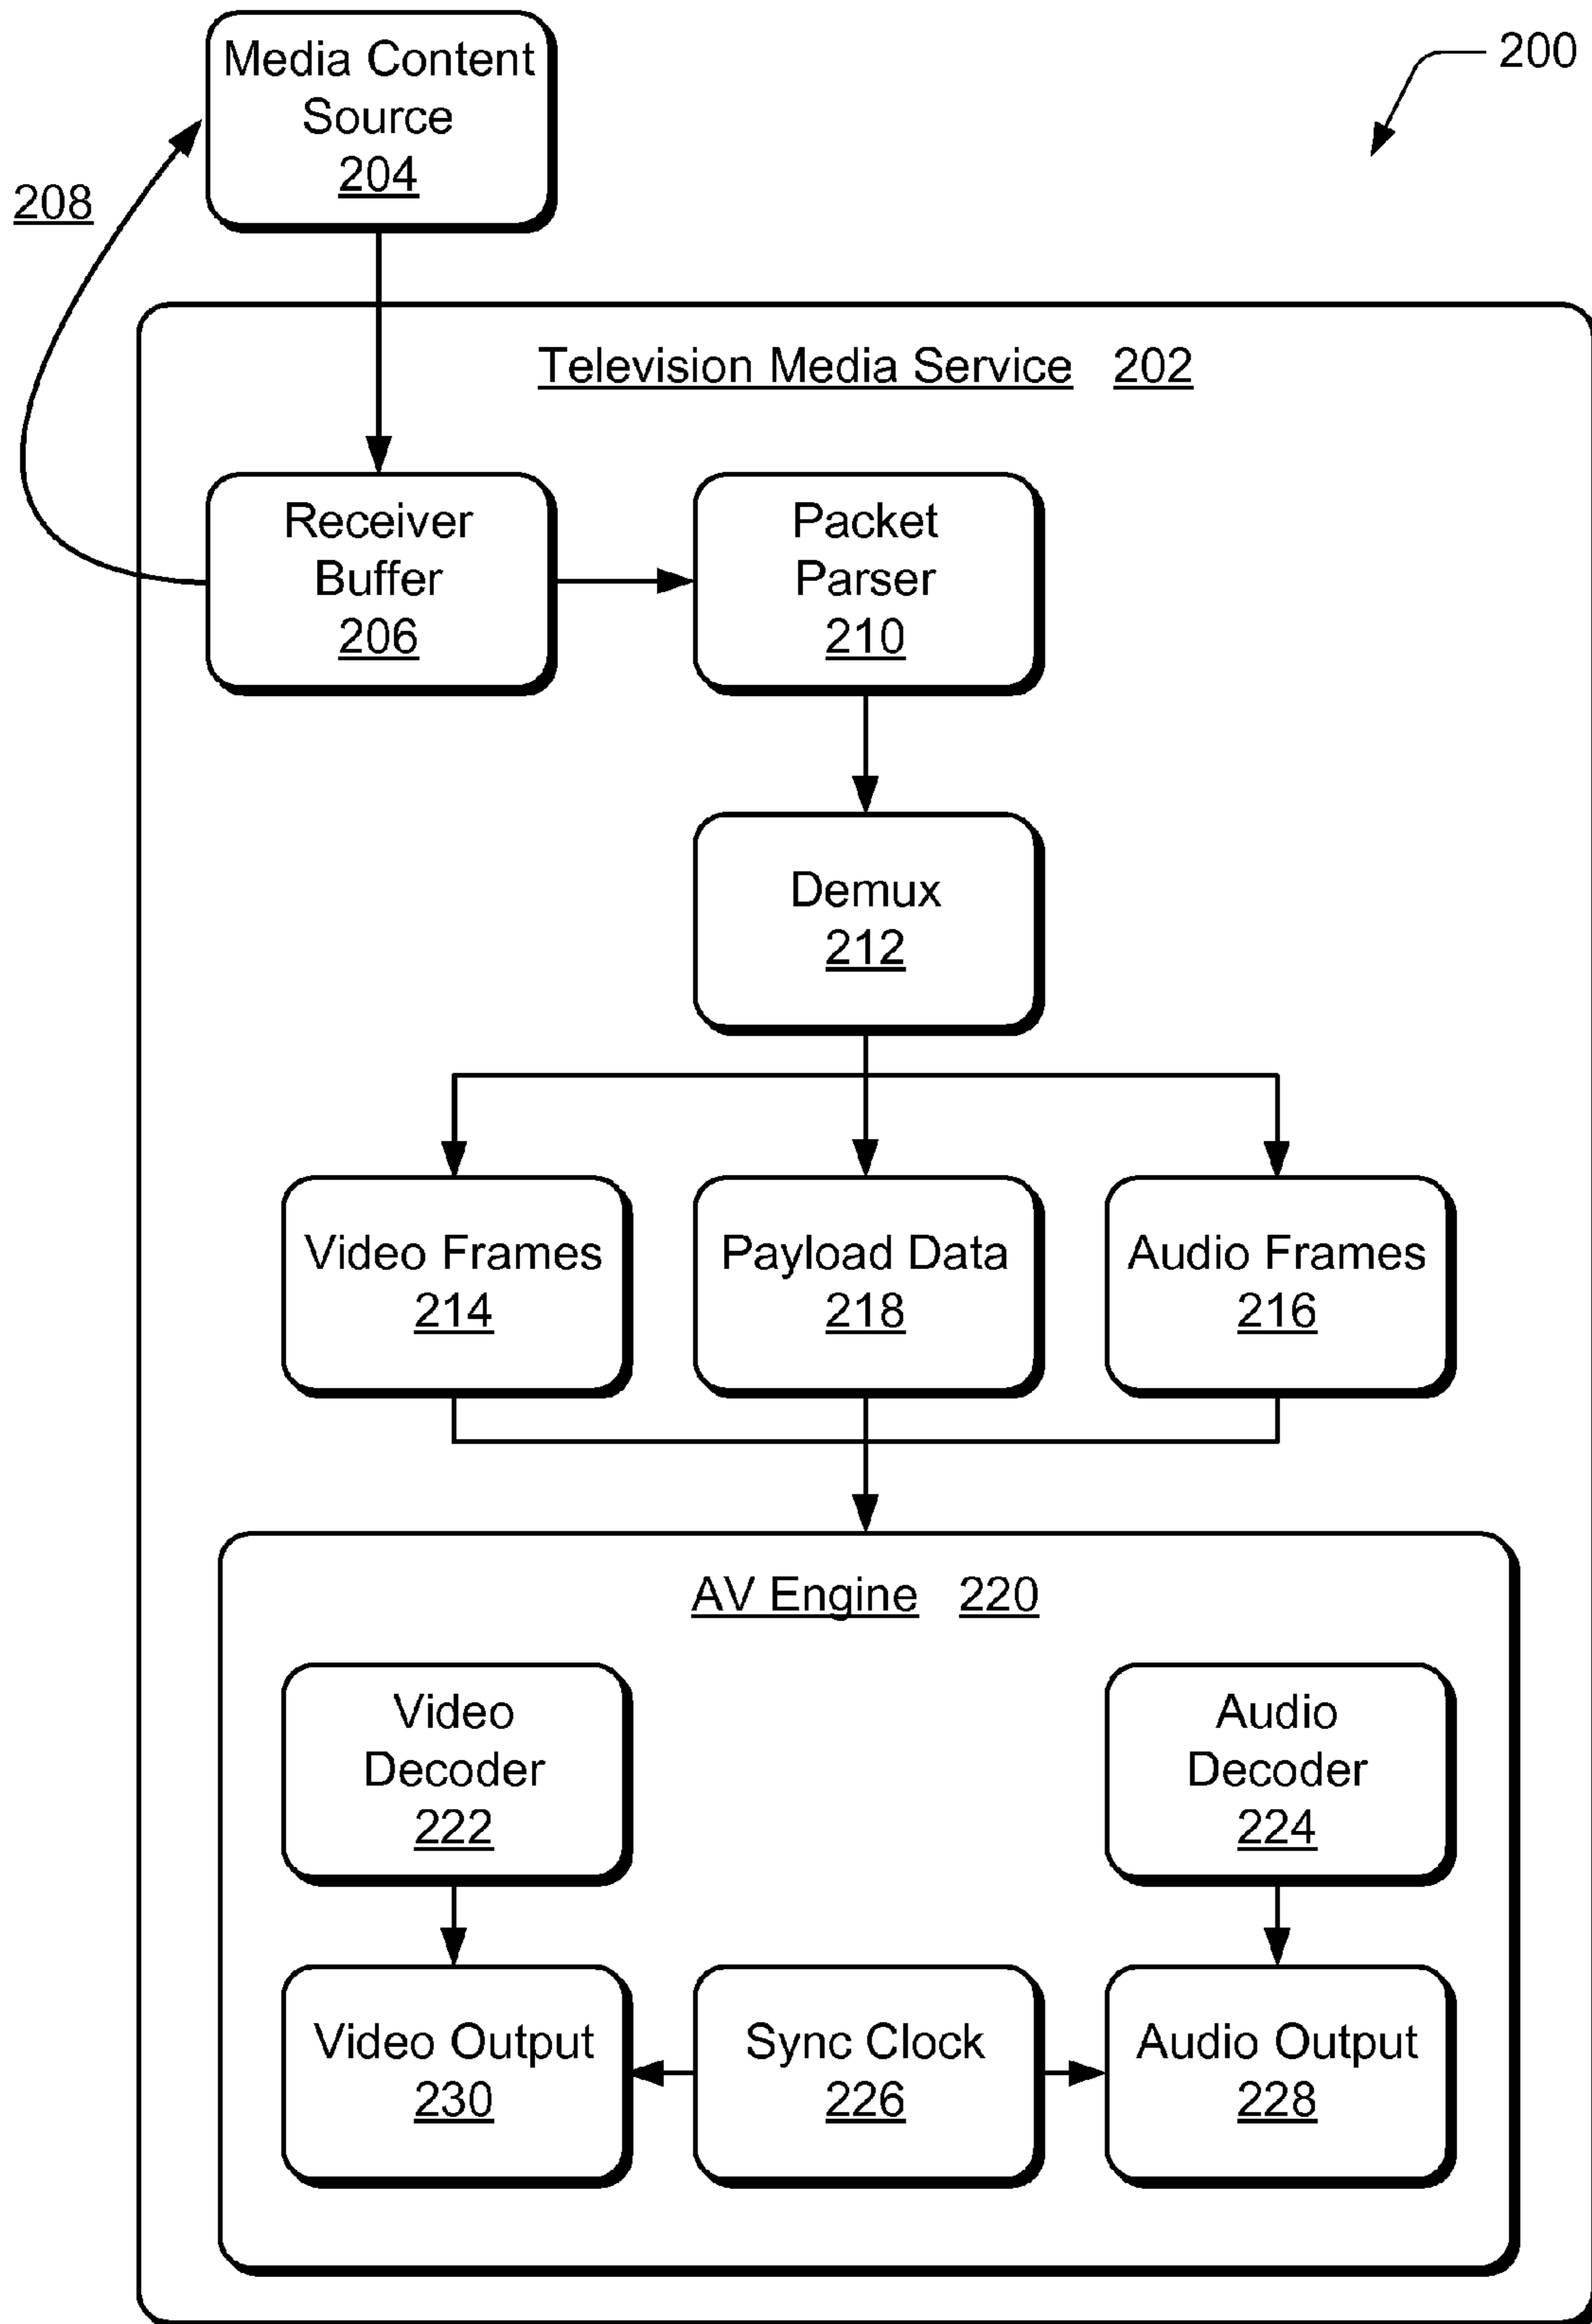 Media Content
Source
204
200
208
Television Media Service 202
Receiver
Buffer
206
Packet
Parser
210
Demux
212
Video Frames
214
Payload Data
218
Audio Frames
216
AV Engine 220
Video
Decoder
222
Audio
Decoder
224
Video Output
230
Sync Clock
226
Audio Output
228